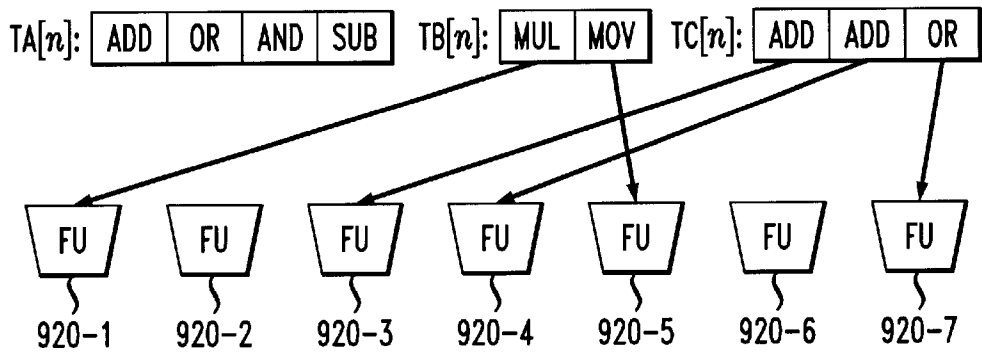 TA[n]: ADD OR AND SUB TB[n]: MUL MOV TC[n]: ADD ADD OR
FU FU FU FU FU FU FU
920-1 920-2 920-3 920-4 920-5 920-6 920-7